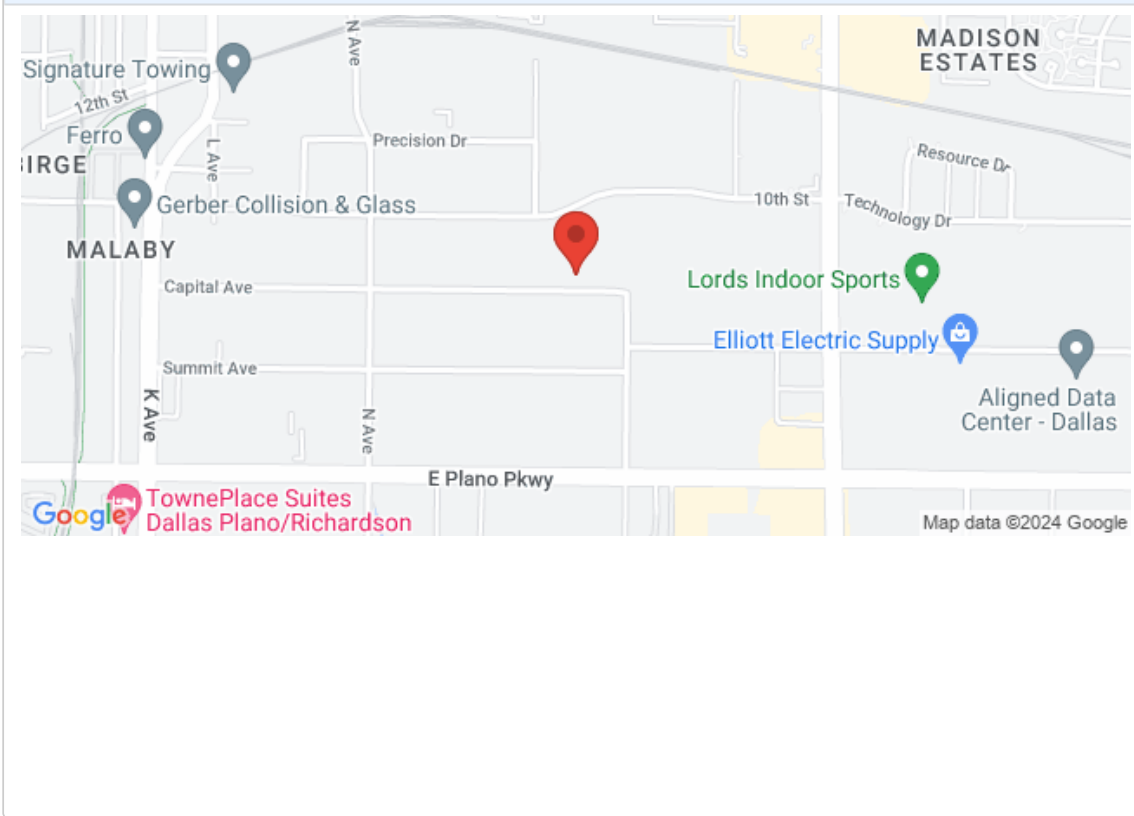 MADISON
ESTATES
N Ave
Signature Towing
12th St
Ferro
BIRGE
L Ave
Precision Dr
Resource Dr
Gerber Collision & Glass
10th St
Technology Dr
MALABY
Capital Ave
Lords Indoor Sports
Elliott Electric Supply
Summit Ave
K Ave
N Ave
Aligned Data
Center - Dallas
E Plano Pkwy
TownePlace Suites
Dallas Plano/Richardson
Google
Map data ©2024 Google